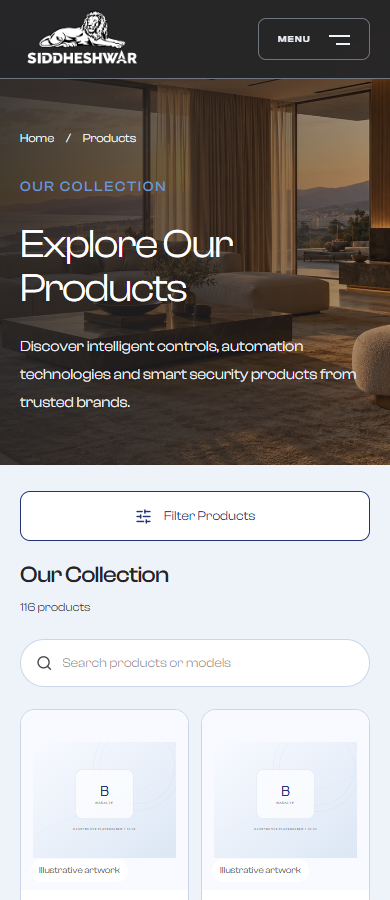 SIDDHESHWAR
MENU
Home / Products
OUR COLLECTION
Explore Our
Products
Discover intelligent controls, automation
technologies and smart security products from
trusted brands.
Filter Products
Our Collection
116 products
Search products or models
B
B
Illustrative artwork
Illustrative artwork